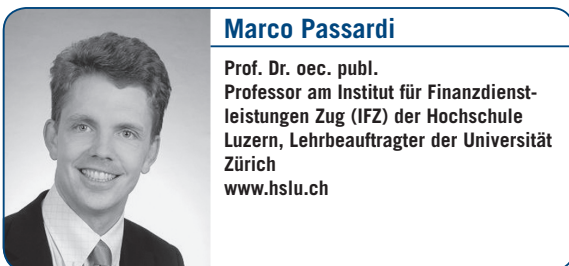 Marco Passardi
Prof. Dr. oec. publ.
Professor am Institut für Finanzdienst-
leistungen Zug (IFZ) der Hochschule
Luzern, Lehrbeauftragter der Universität
Zürich
www.hslu.ch